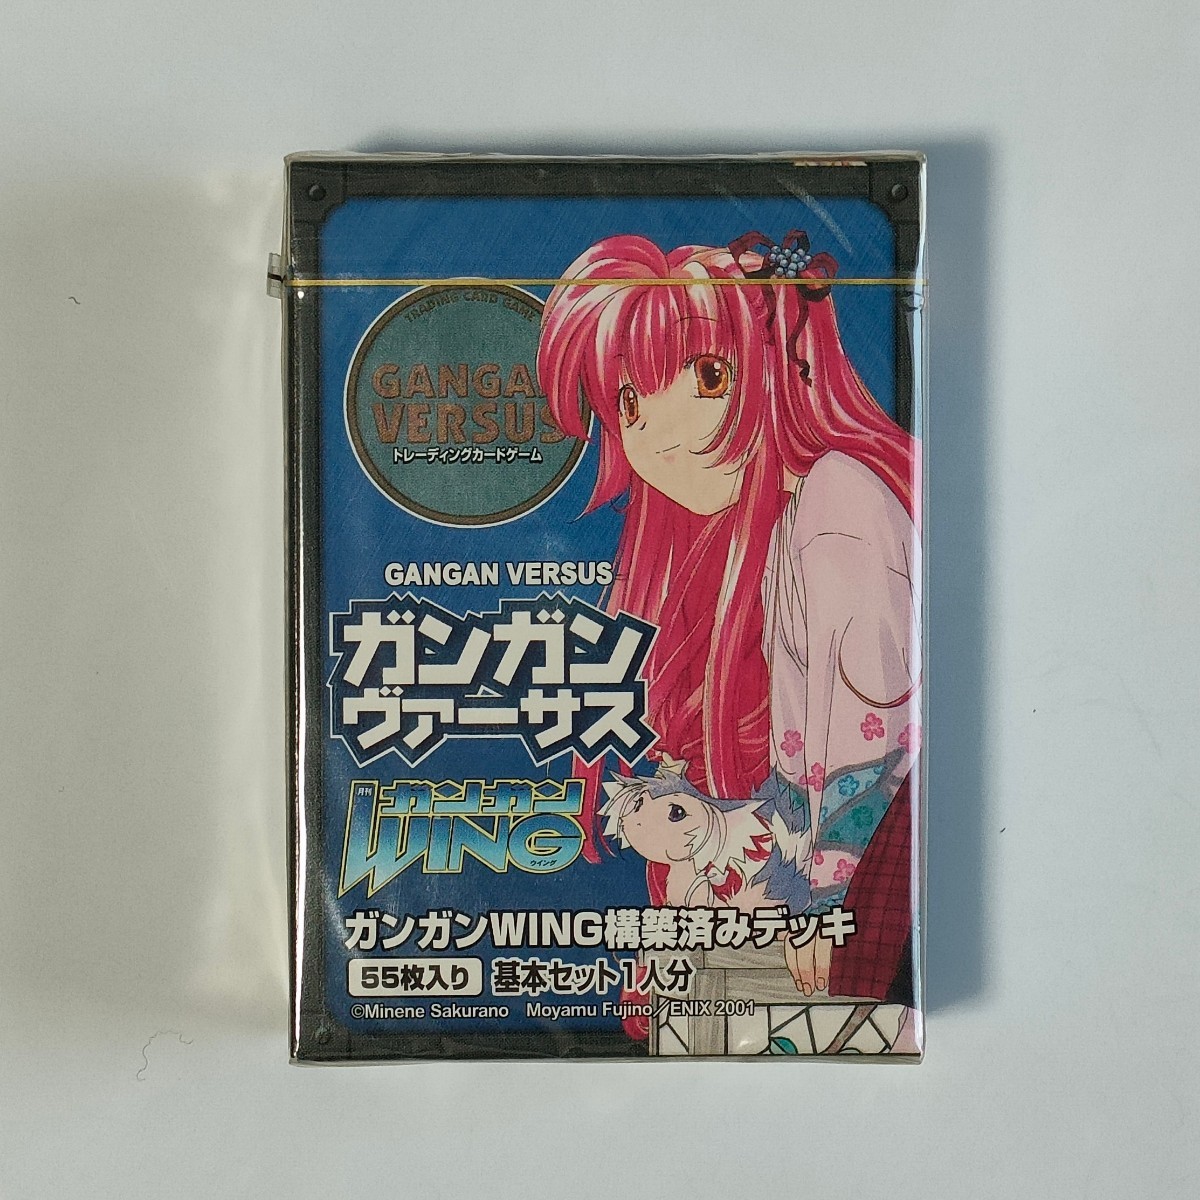 TRADING CARD GAME
GANGAN
VERSUS
トレーディングカードゲーム
GANGAN VERSUS
ガンガン
ヴァーサス
月刊
ガンガン
WING
ウイング
ガンガンWING構築済みデッキ
55枚入り 基本セット1人分
©Minene Sakurano Moyamu Fujino／ENIX 2001